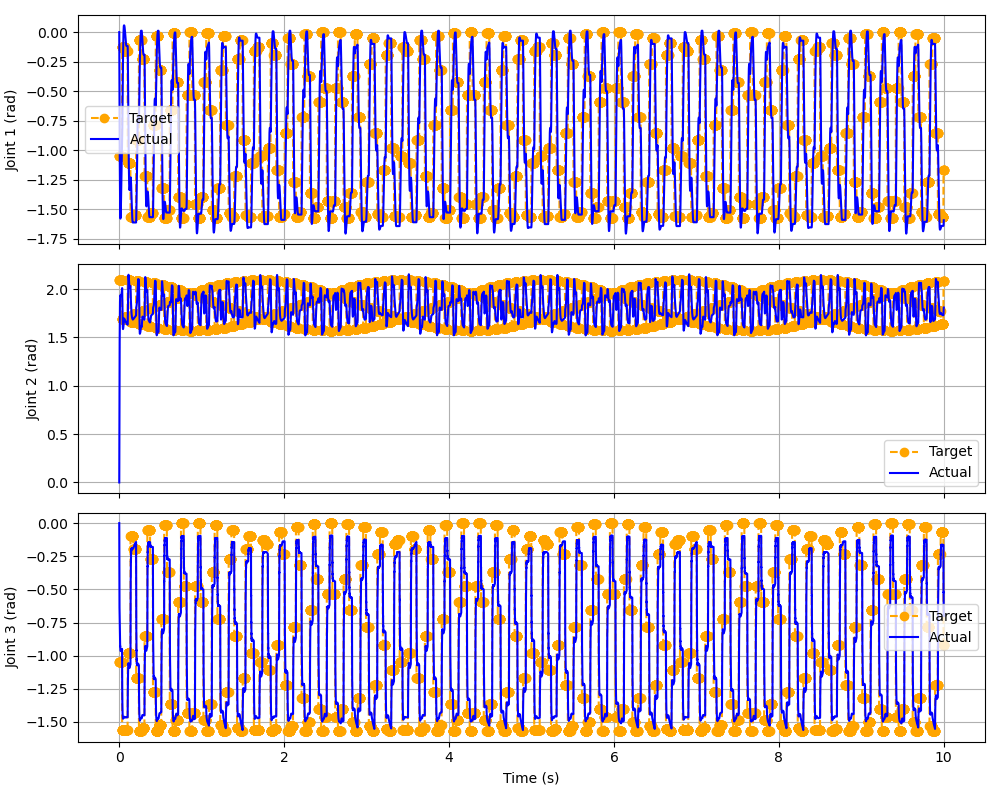 0.00
−0.25
−0.50
−0.75
−1.00
−1.25
−1.50
−1.75
Joint 1 (rad)
Target
Actual
2.0
1.5
1.0
0.5
0.0
Joint 2 (rad)
Target
Actual
0.00
−0.25
−0.50
−0.75
−1.00
−1.25
−1.50
Joint 3 (rad)
Target
Actual
0 2 4 6 8 10
Time (s)